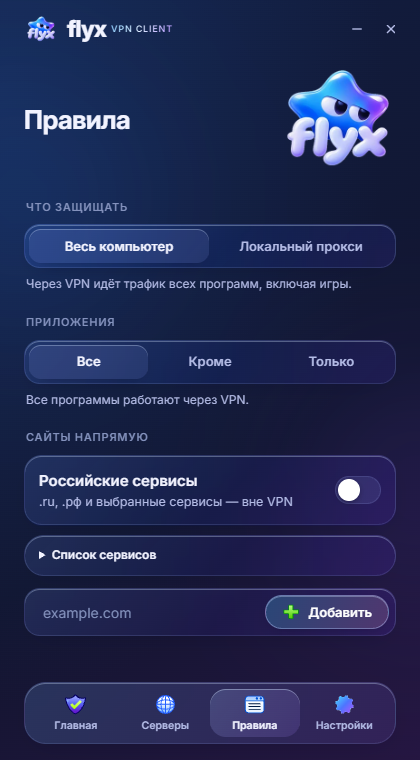 flyx
flyx VPN CLIENT
Правила
flyx
ЧТО ЗАЩИЩАТЬ
Весь компьютер Локальный прокси
Через VPN идёт трафик всех программ, включая игры.
ПРИЛОЖЕНИЯ
Все Кроме Только
Все программы работают через VPN.
САЙТЫ НАПРЯМУЮ
Российские сервисы
.ru, .рф и выбранные сервисы — вне VPN
Список сервисов
example.com Добавить
Главная Серверы Правила Настройки